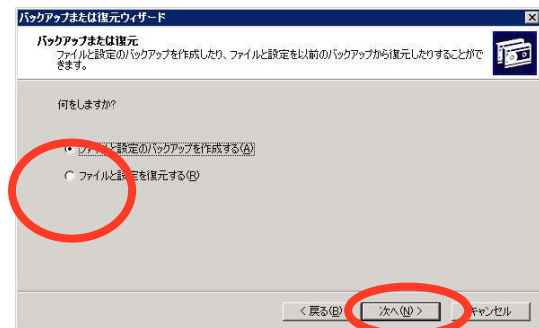 バックアップまたは復元ウィザード
バックアップまたは復元
ファイルと設定のバックアップを作成したり、ファイルと設定を以前のバックアップから復元したりすることがで
きます。
何をしますか?
ファイルと設定のバックアップを作成する(A)
ファイルと設定を復元する(R)
< 戻る(B)
次へ(N) >
キャンセル